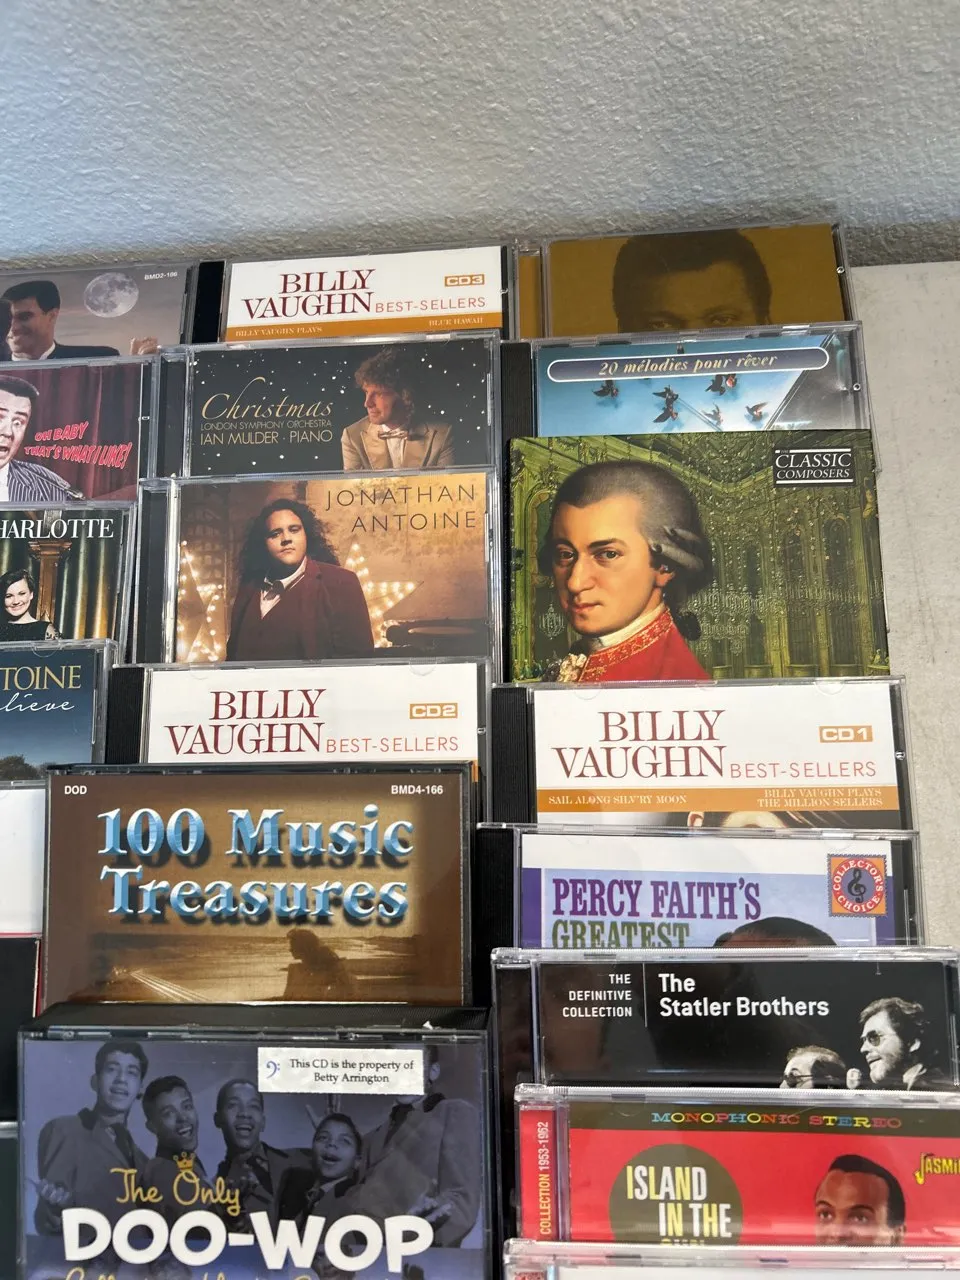 BMD2-106
BILLY
VAUGHN BEST-SELLERS
CD3
BILLY VAUGHN PLAYS
BLUE HAWAII
20 mélodies pour rêver
Christmas
LONDON SYMPHONY ORCHESTRA
IAN MULDER · PIANO
OH BABY
THAT'S WHAT I LIKE!
CLASSIC
COMPOSERS
JONATHAN
ANTOINE
HARLOTTE
TOINE
lieve
BILLY
VAUGHN BEST-SELLERS
CD2
BILLY
VAUGHN BEST-SELLERS
CD1
SAIL ALONG SILV'RY MOON
BILLY VAUGHN PLAYS
THE MILLION SELLERS
DOD
BMD4-166
100 Music
Treasures
PERCY FAITH'S
GREATEST
COLLECTOR'S
CHOICE
THE
DEFINITIVE
COLLECTION
The
Statler Brothers
This CD is the property of
Betty Arrington
The Only
DOO-WOP
MONOPHONIC STEREO
COLLECTION 1953-1962
ISLAND
IN THE
JASMI